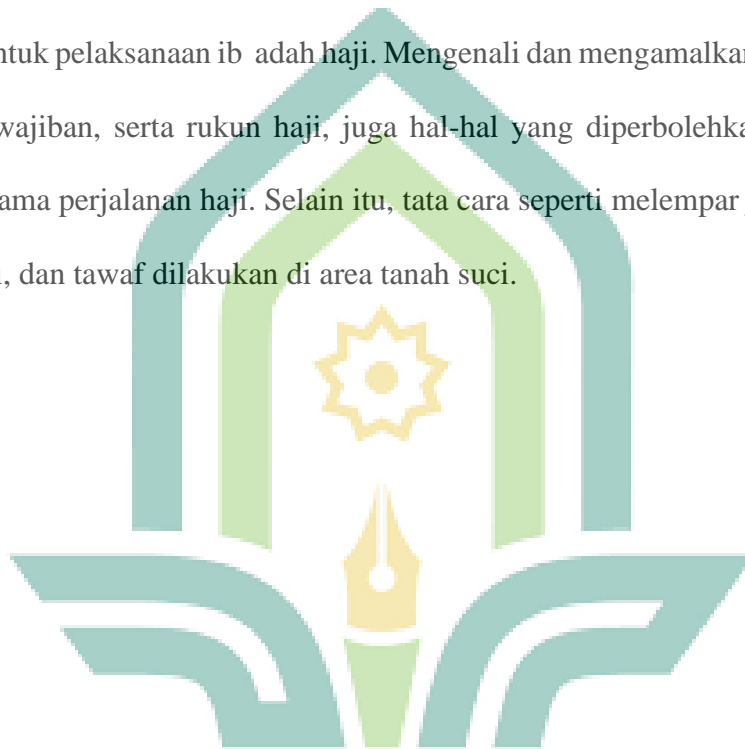 ntuk pelaksanaan ib adah haji. Mengenali dan mengamalkan
wajiban, serta rukun haji, juga hal-hal yang diperbolehka
ama perjalanan haji. Selain itu, tata cara seperti melempar
, dan tawaf dilakukan di area tanah suci.